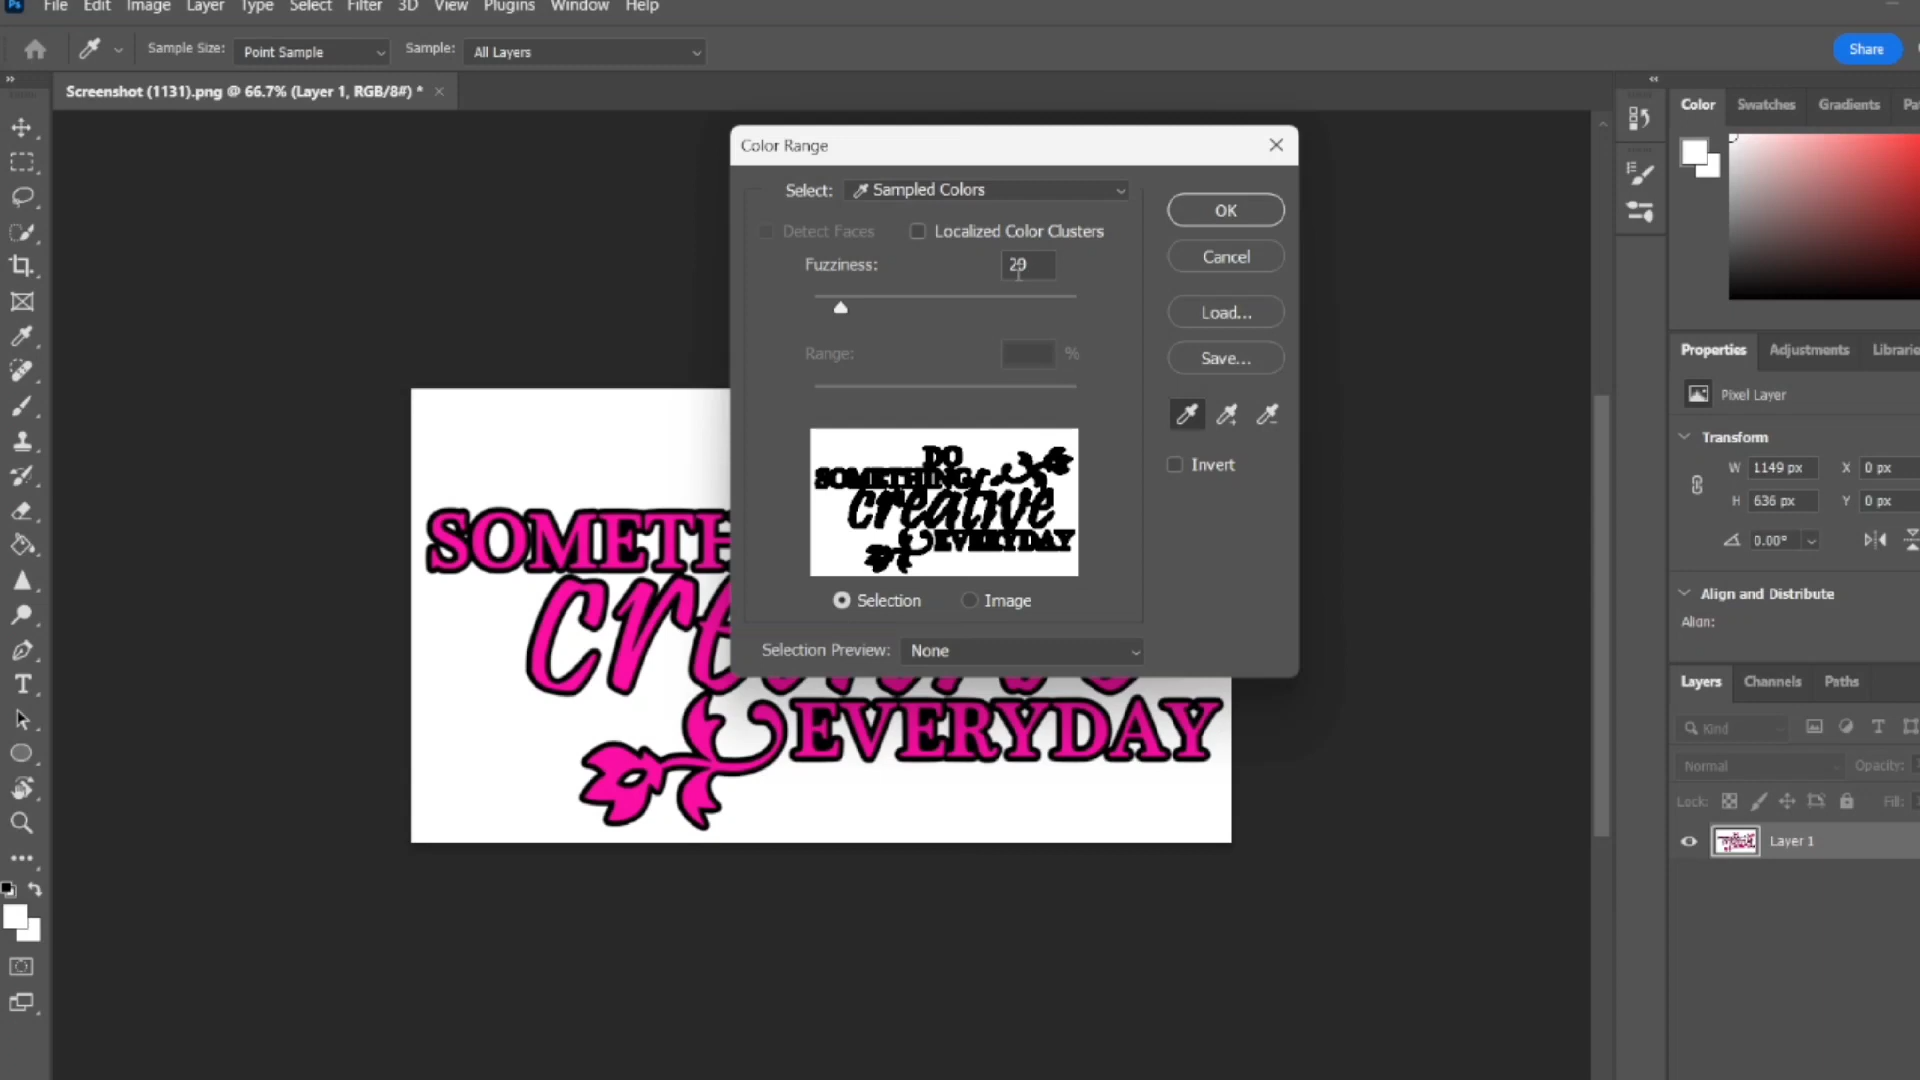 Ps File Edit Image Layer Type Select Filter 3D View Plugins Window Help
Sample Size: Point Sample Sample: All Layers Share
Screenshot (1131).png @ 66.7% (Layer 1, RGB/8#) *
Color Swatches Gradients
Color Range
Select: Sampled Colors
OK
Detect Faces Localized Color Clusters
Fuzziness: 20
Cancel
Load...
Range: %
Save...
Invert
DO
SOMETHING
creative
EVERYDAY
Selection Image
Selection Preview: None
EVERYDAY
Properties Adjustments
Pixel Layer
Transform
W 1149 px X 0 px
H 636 px Y 0 px
0.00°
Align and Distribute
Align:
Layers Channels Paths
Kind
Normal Opacity:
Lock: Fill:
Layer 1